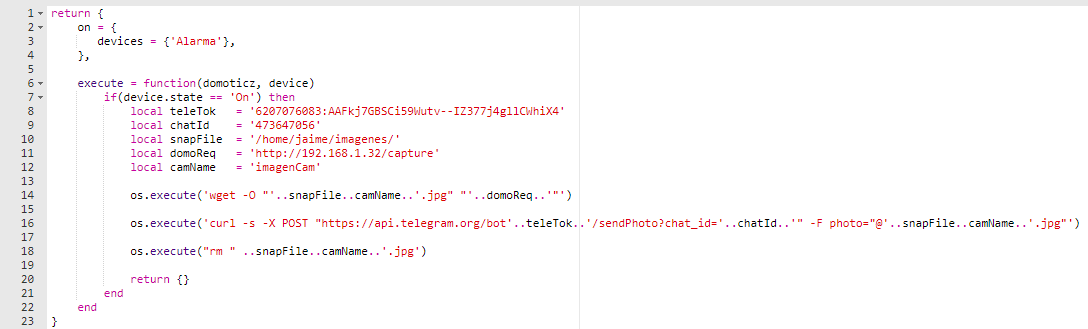 1 return {
2 on = {
3 devices = {'Alarma'},
4 },
5
6 execute = function(domoticz, device)
7 if(device.state == 'On') then
8 local teleTok = '6207076083:AAFkj7GBSCi59Wutv--IZ377j4gllCWhiX4'
9 local chatId = '473647056'
10 local snapFile = '/home/jaime/imagenes/'
11 local domoReq = 'http://192.168.1.32/capture'
12 local camName = 'imagenCam'
13
14 os.execute('wget -O "'..snapFile..camName..'.jpg" "'..domoReq..'"')
15
16 os.execute('curl -s -X POST "https://api.telegram.org/bot'..teleTok..'/sendPhoto?chat_id='..chatId..'" -F photo="@'..snapFile..camName..'.jpg"')
17
18 os.execute("rm " ..snapFile..camName..'.jpg')
19
20 return {}
21 end
22 end
23 }